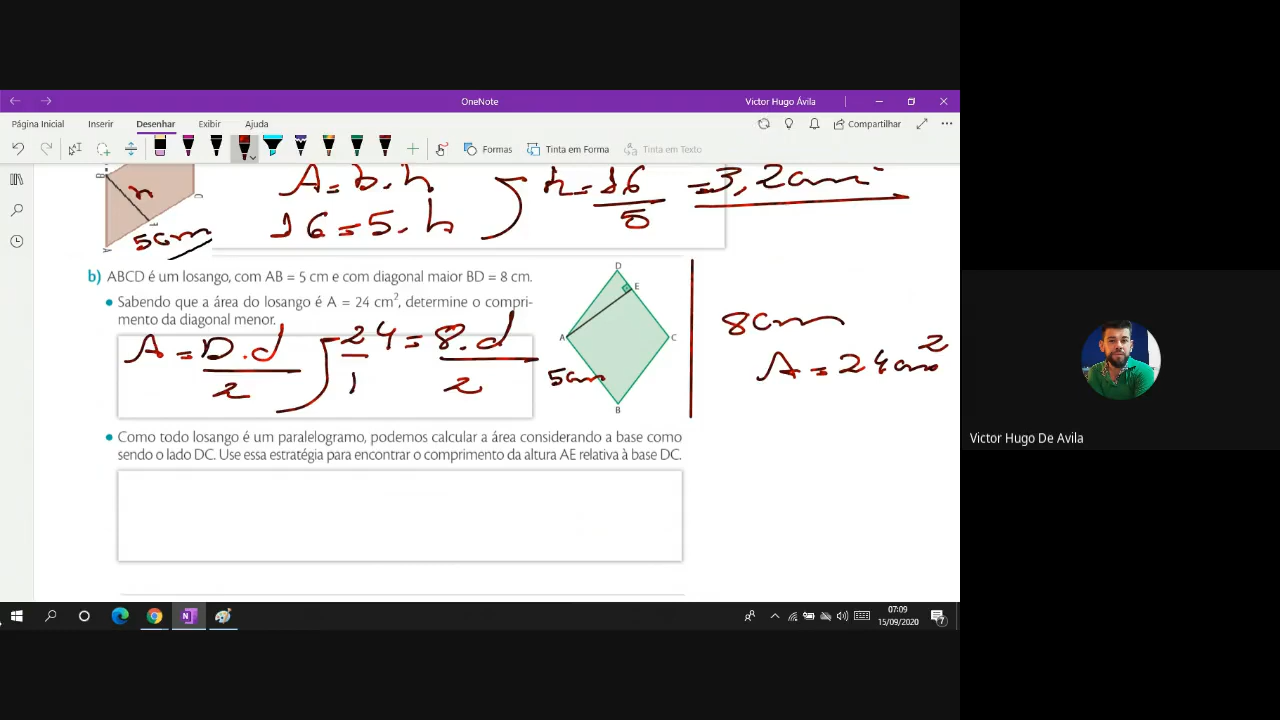 OneNote
Victor Hugo Ávila
Página Inicial Inserir Desenhar Exibir Ajuda
Compartilhar
Formas Tinta em Forma Tinta em Texto
A = b . h
16 = 5 . h
h = 16
5
= 3,2cm
5cm
h
b) ABCD é um losango, com AB = 5 cm e com diagonal maior BD = 8 cm.
• Sabendo que a área do losango é A = 24 cm², determine o compri-
mento da diagonal menor.
A = D . d
2
24 = 8 . d
1 2
D
E
A
C
B
5cm
8cm
A = 24cm²
• Como todo losango é um paralelogramo, podemos calcular a área considerando a base como
sendo o lado DC. Use essa estratégia para encontrar o comprimento da altura AE relativa à base DC.
Victor Hugo De Avila
07:09
15/09/2020